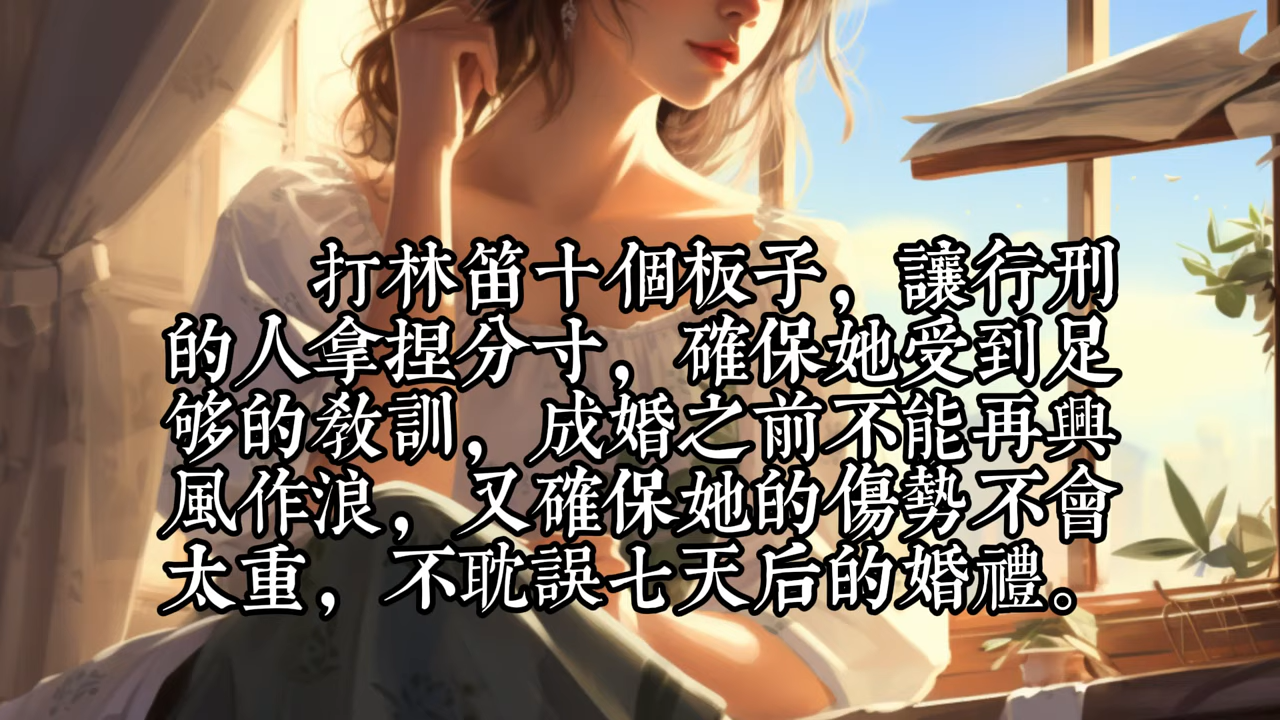 打林笛十個板子，讓行刑
的人拿捏分寸，確保她受到足
够的教訓，成婚之前不能再興
風作浪，又確保她的傷勢不會
太重，不耽誤七天后的婚禮。